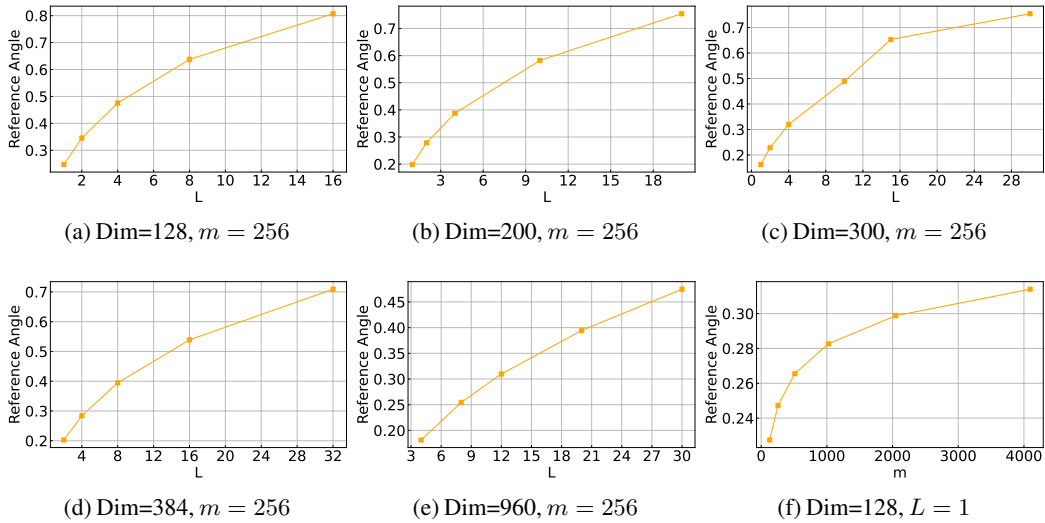 0.8
0.7
0.6
0.5
0.4
0.3
Reference Angle
2 4 6 8 10 12 14 16
L
(a) Dim=128, m = 256
0.7
0.6
0.5
0.4
0.3
0.2
Reference Angle
3 6 9 12 15 18
L
(b) Dim=200, m = 256
0.7
0.6
0.5
0.4
0.3
0.2
Reference Angle
4 8 12 16 20 24 28
L
(c) Dim=300, m = 256
0.7
0.6
0.5
0.4
0.3
0.2
Reference Angle
4 8 12 16 20 24 28 32
L
(d) Dim=384, m = 256
0.45
0.40
0.35
0.30
0.25
0.20
Reference Angle
3 6 9 12 15 18 21 24 27 30
L
(e) Dim=960, m = 256
0.30
0.28
0.26
0.24
Reference Angle
0 1000 2000 3000 4000
m
(f) Dim=128, L = 1